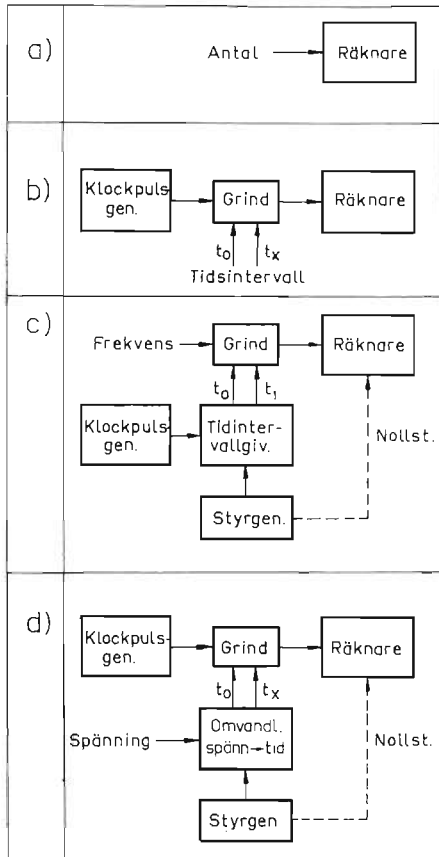 a)
Antal
Räknare
b)
Klockpuls
gen.
Grind
Räknare
t0 tx
Tidsintervall
c)
Frekvens
Grind
Räknare
t0 t1
Klockpuls-
gen.
Tidinter-
vallgiv.
Nollst.
Styrgen.
d)
Klockpuls-
gen.
Grind
Räknare
t0 tx
Spänning
Omvandl.
spänn→tid
Nollst.
Styrgen